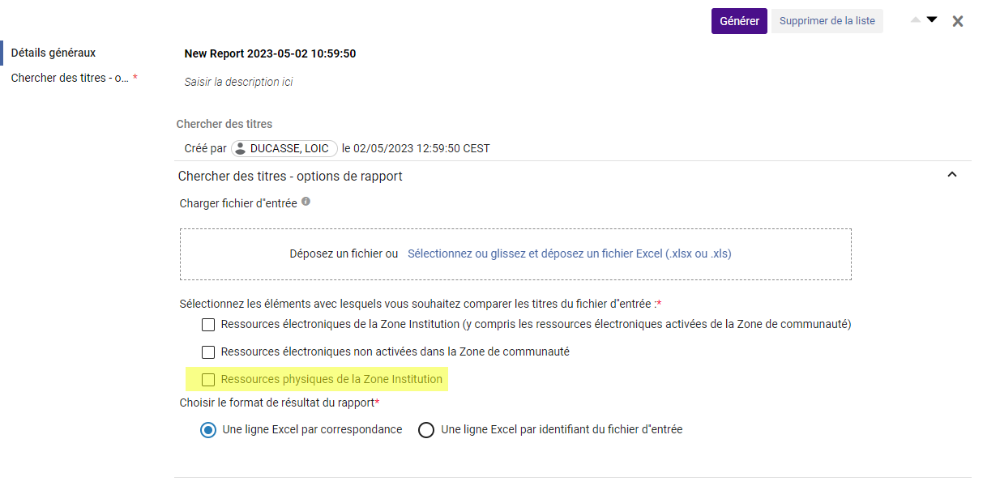 Générer Supprimer de la liste
Détails généraux
New Report 2023-05-02 10:59:50
Chercher des titres - o... *
Saisir la description ici
Chercher des titres
Créé par DUCASSE, LOIC le 02/05/2023 12:59:50 CEST
Chercher des titres - options de rapport
Charger fichier d''entrée
Déposez un fichier ou Sélectionnez ou glissez et déposez un fichier Excel (.xlsx ou .xls)
Sélectionnez les éléments avec lesquels vous souhaitez comparer les titres du fichier d''entrée :*
Ressources électroniques de la Zone Institution (y compris les ressources électroniques activées de la Zone de communauté)
Ressources électroniques non activées dans la Zone de communauté
Ressources physiques de la Zone Institution
Choisir le format de résultat du rapport*
Une ligne Excel par correspondance Une ligne Excel par identifiant du fichier d''entrée